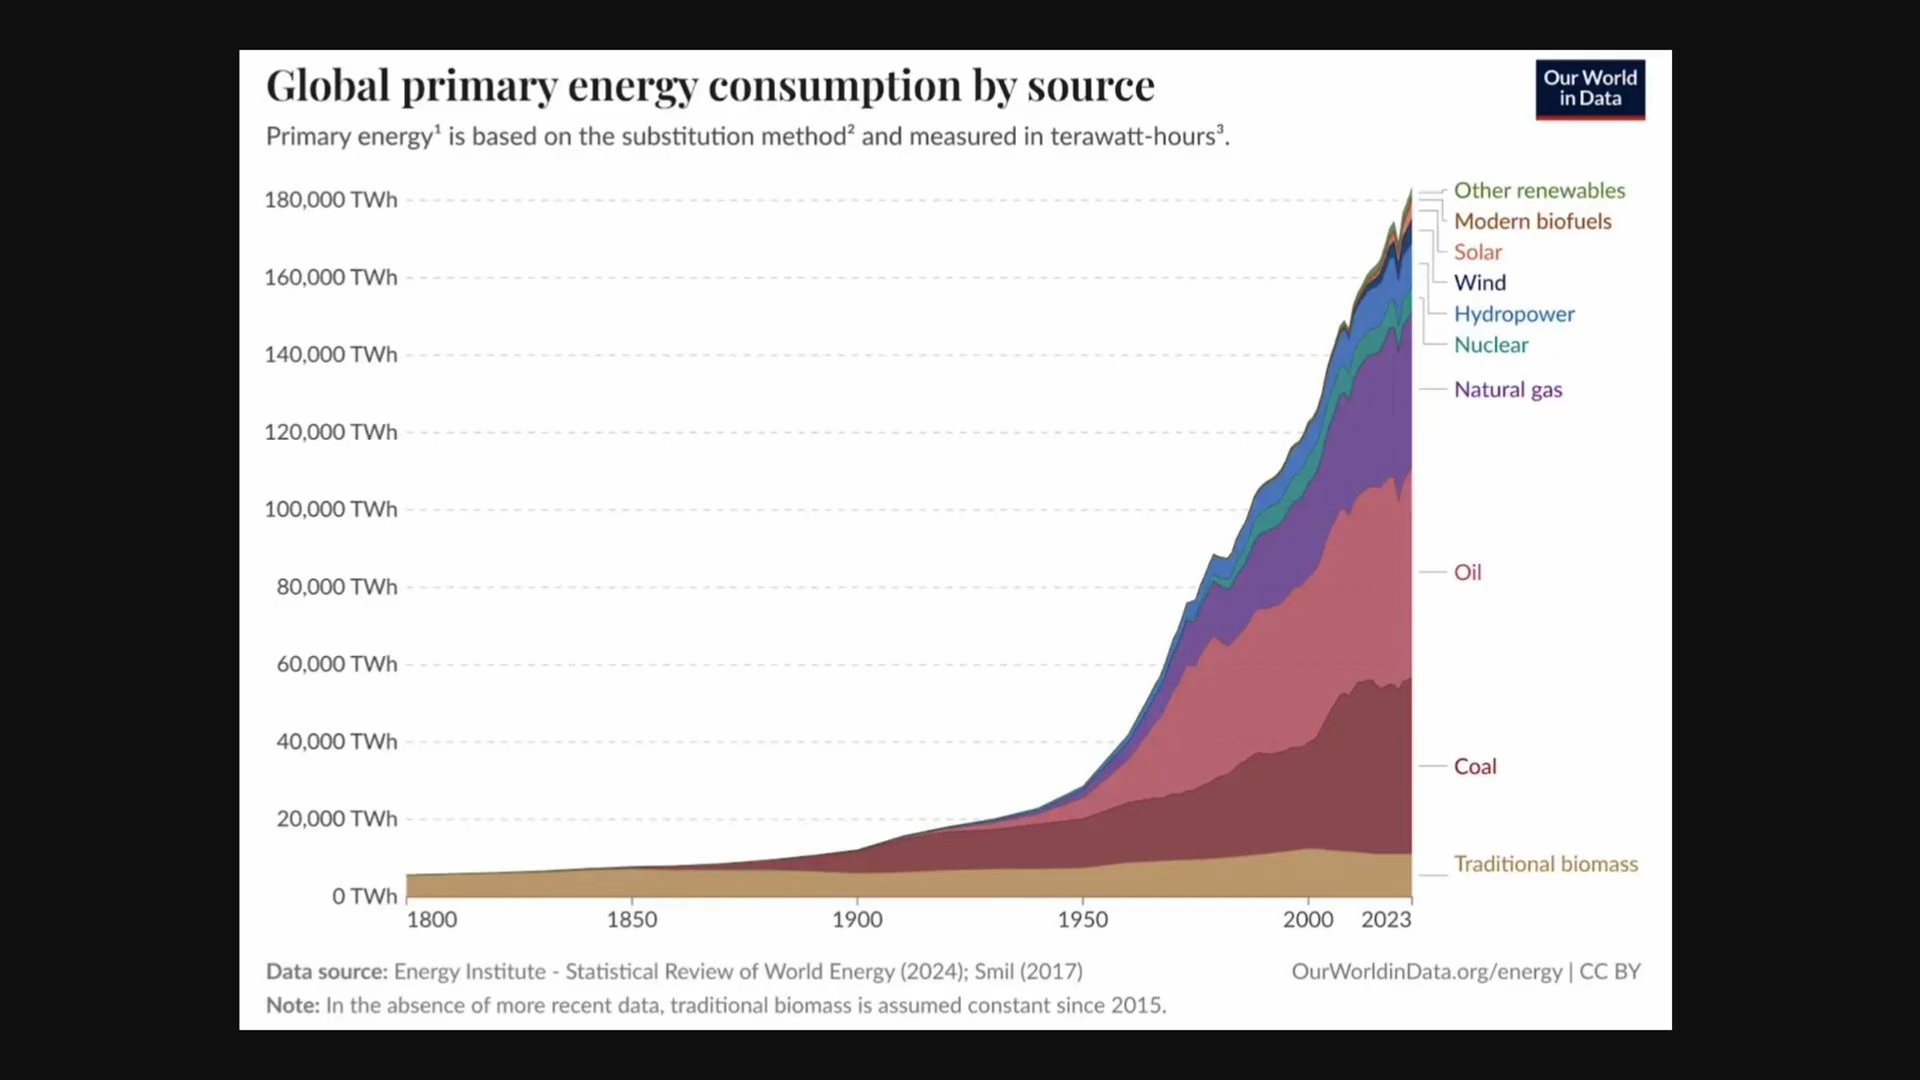 Global primary energy consumption by source
Our World
in Data
Primary energy¹ is based on the substitution method² and measured in terawatt-hours³.
180,000 TWh
160,000 TWh
140,000 TWh
120,000 TWh
100,000 TWh
80,000 TWh
60,000 TWh
40,000 TWh
20,000 TWh
0 TWh
Other renewables
Modern biofuels
Solar
Wind
Hydropower
Nuclear
Natural gas
Oil
Coal
Traditional biomass
1800 1850 1900 1950 2000 2023
Data source: Energy Institute - Statistical Review of World Energy (2024); Smil (2017)
OurWorldinData.org/energy | CC BY
Note: In the absence of more recent data, traditional biomass is assumed constant since 2015.